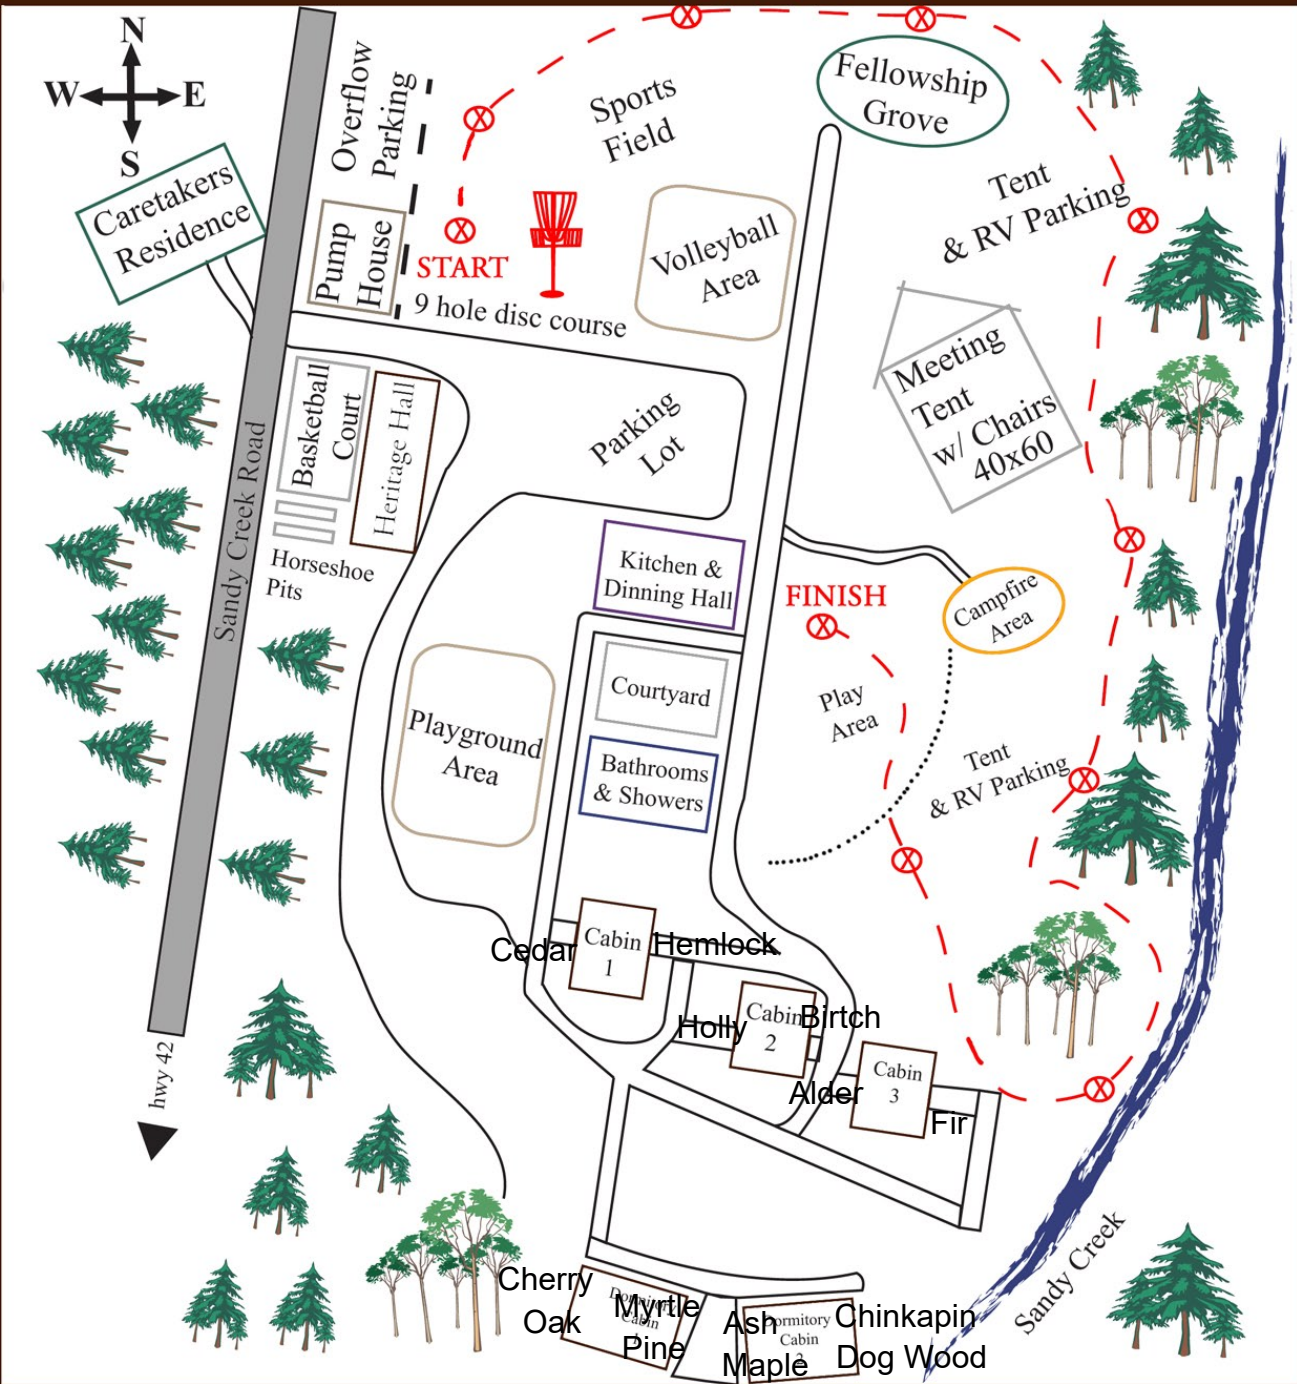 N
W E
S
Overflow
Parking
Sports
Field
Fellowship
Grove
Caretakers
Residence
Pump
House
START
9 hole disc course
Volleyball
Area
Tent
& RV Parking
Meeting
Tent
w/ Chairs
40x60
Basketball
Court
Heritage Hall
Parking
Lot
Sandy Creek Road
Horseshoe
Pits
Kitchen &
Dinning Hall
FINISH
Campfire
Area
Courtyard
Play
Area
Playground
Area
Bathrooms
& Showers
Tent
& RV Parking
Cedar
Cabin
1
Hemlock
Holly
Cabin
2
Birtch
Alder
Cabin
3
Fir
hwy 42
Sandy Creek
Cherry
Oak
Dormitory
Cabin
1
Myrtle
Pine
Ash
Maple
Dormitory
Cabin
2
Chinkapin
Dog Wood